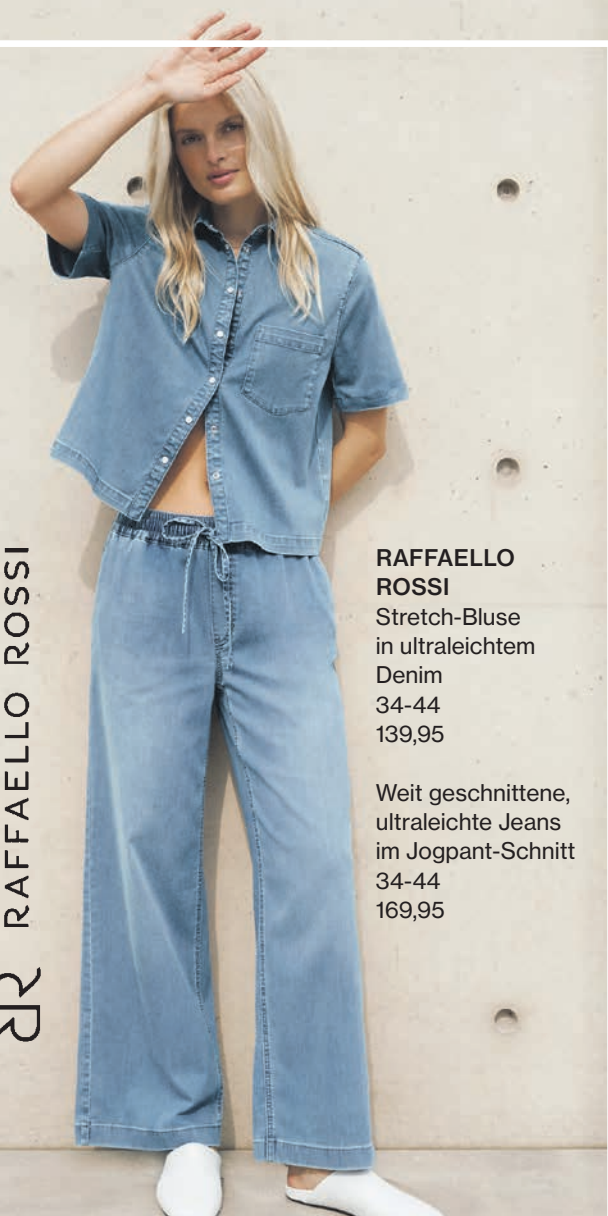 RAFFAELLO ROSSI
RAFFAELLO
ROSSI
Stretch-Bluse
in ultraleichtem
Denim
34-44
139,95
Weit geschnittene,
ultraleichte Jeans
im Jogpant-Schnitt
34-44
169,95